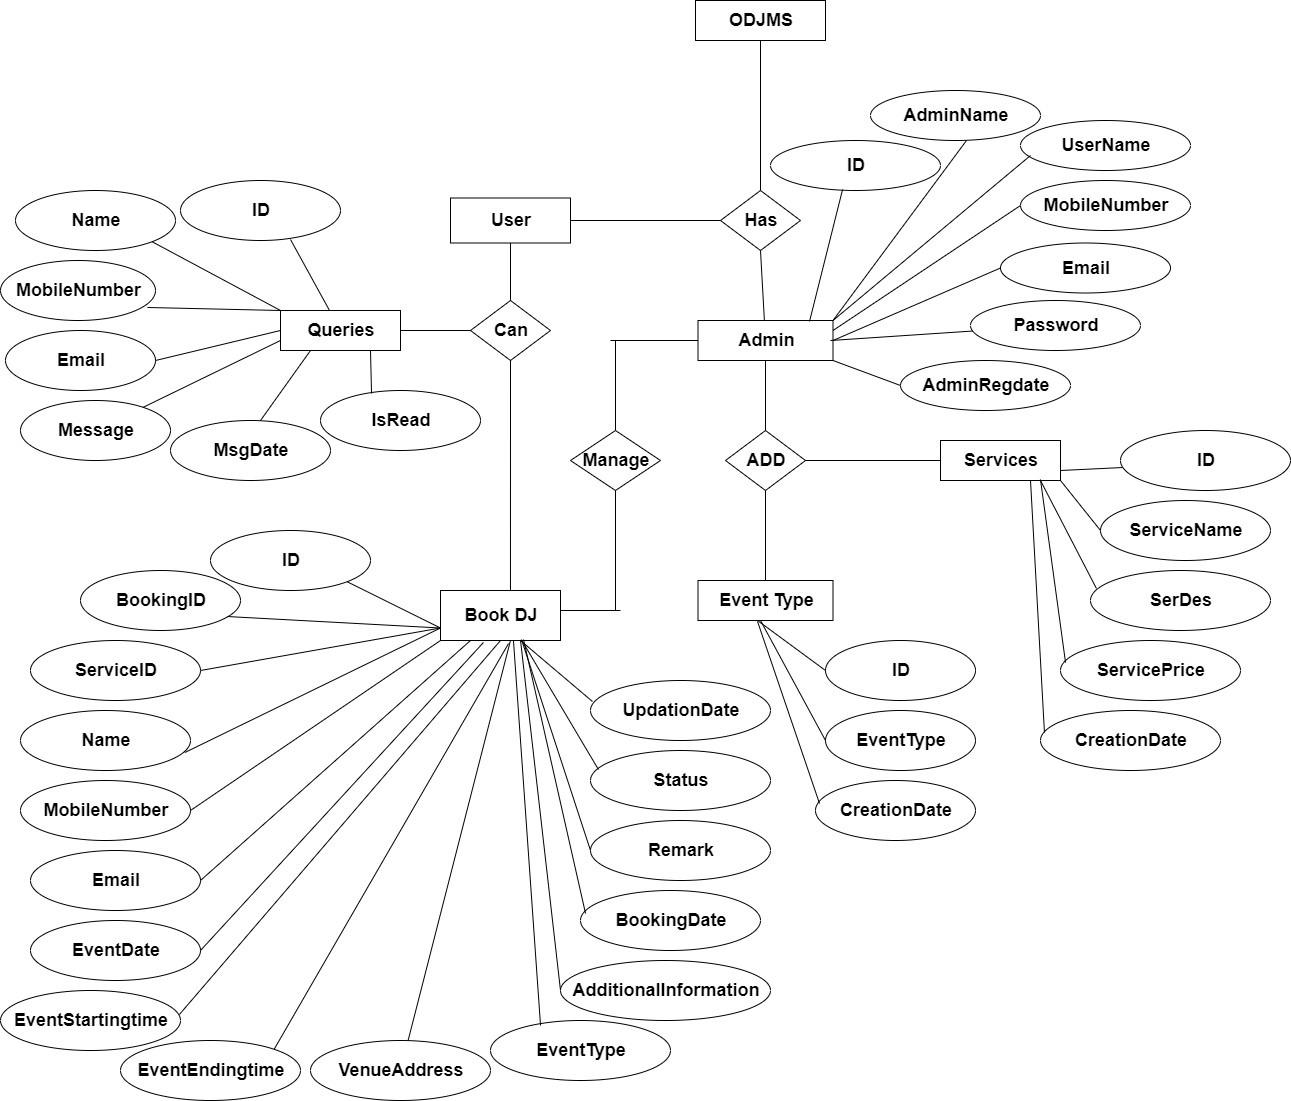 ODJMS
AdminName
UserName
ID
MobileNumber
Name
ID
User
Has
Email
MobileNumber
Queries
Can
Password
Admin
Email
AdminRegdate
Message
MsgDate
IsRead
Manage
ADD
Services
ID
ServiceName
ID
BookingID
Book DJ
Event Type
SerDes
ServiceID
ID
ServicePrice
Name
UpdationDate
EventType
CreationDate
MobileNumber
Status
CreationDate
Email
Remark
EventDate
BookingDate
EventStartingtime
AdditionalInformation
EventEndingtime
VenueAddress
EventType